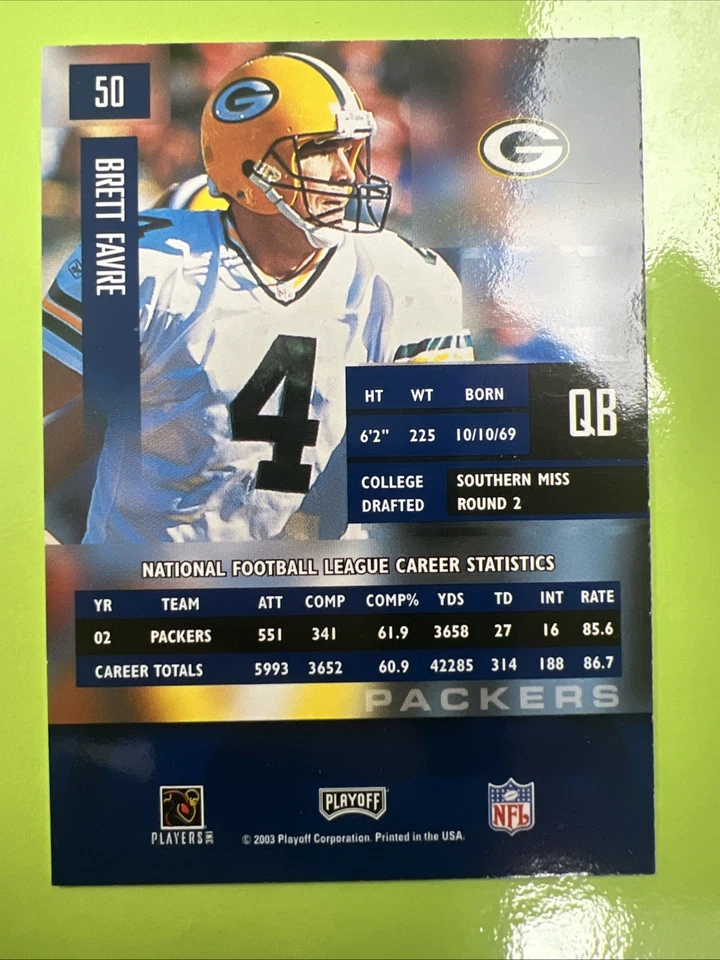 50
BRETT FAVRE
G
G
4
4
4
HT WT BORN
6'2" 225 10/10/69
QB
COLLEGE SOUTHERN MISS
DRAFTED ROUND 2
NATIONAL FOOTBALL LEAGUE CAREER STATISTICS
YR TEAM ATT COMP COMP% YDS TD INT RATE
02 PACKERS 551 341 61.9 3658 27 16 85.6
CAREER TOTALS 5993 3652 60.9 42285 314 188 86.7
PACKERS
PLAYERS INC
PLAYOFF
NFL
© 2003 Playoff Corporation. Printed in the USA.